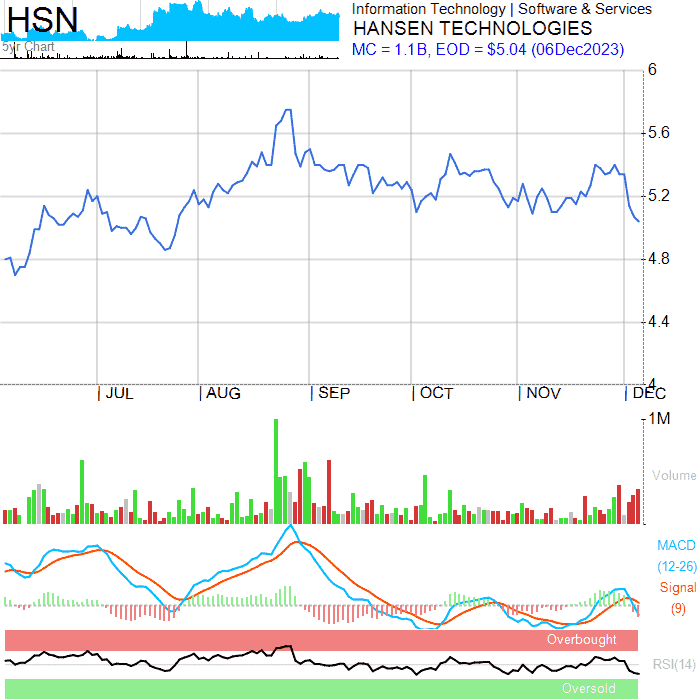 HSN
5yr Chart
Information Technology | Software & Services
HANSEN TECHNOLOGIES
MC = 1.1B, EOD = $5.04 (06Dec2023)
6
5.6
5.2
4.8
4.4
4
| JUL | AUG | SEP | OCT | NOV | DEC
1M
Volume
MACD
(12-26)
Signal
(9)
Overbought
RSI(14)
Oversold